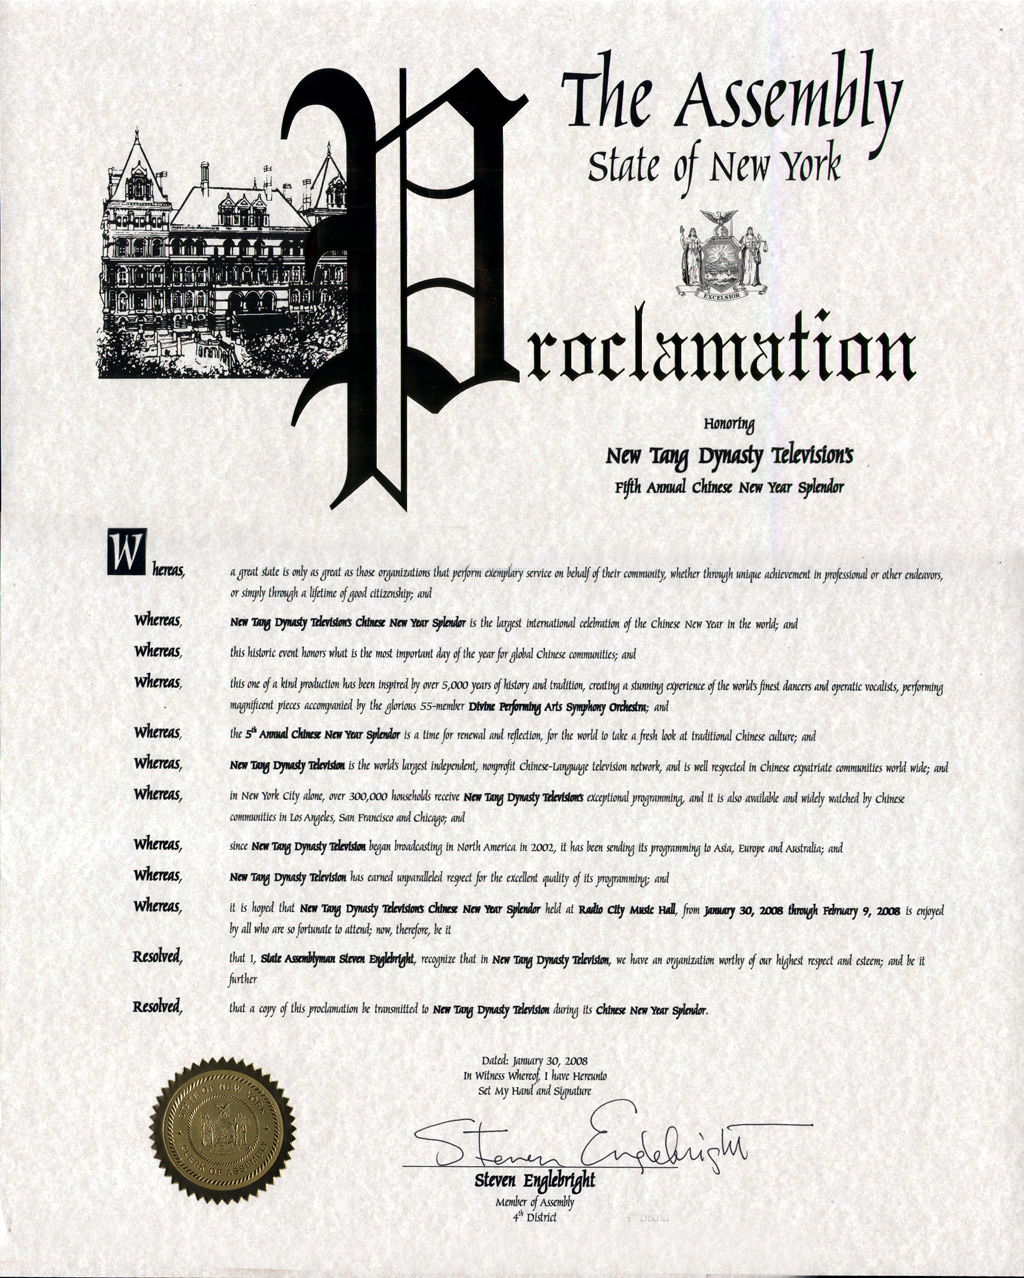 The Assembly
State of New York
EXCELSIOR
Proclamation
Honoring
New Tang Dynasty Television's
Fifth Annual Chinese New Year Splendor
Whereas, a great state is only as great as those organizations that perform exemplary service on behalf of their community, whether through unique achievement in professional or other endeavors,
or simply through a lifetime of good citizenship; and
Whereas, New Tang Dynasty Television's Chinese New Year Splendor is the largest international celebration of the Chinese New Year in the world; and
Whereas, this historic event honors what is the most important day of the year for global Chinese communities; and
Whereas, this one of a kind production has been inspired by over 5,000 years of history and tradition, creating a stunning experience of the world's finest dancers and operatic vocalists, performing
magnificent pieces accompanied by the glorious 55-member Divine Performing Arts Symphony Orchestra; and
Whereas, the 5th Annual Chinese New Year Splendor is a time for renewal and reflection, for the world to take a fresh look at traditional Chinese culture; and
Whereas, New Tang Dynasty Television is the world's largest independent, nonprofit Chinese-Language television network, and is well respected in Chinese expatriate communities world wide; and
Whereas, in New York City alone, over 300,000 households receive New Tang Dynasty Television's exceptional programming, and it is also available and widely watched by Chinese
communities in Los Angeles, San Francisco and Chicago; and
Whereas, since New Tang Dynasty Television began broadcasting in North America in 2002, it has been sending its programming to Asia, Europe and Australia; and
Whereas, New Tang Dynasty Television has earned unparalleled respect for the excellent quality of its programming; and
Whereas, it is hoped that New Tang Dynasty Television's Chinese New Year Splendor held at Radio City Music Hall, from January 30, 2008 through February 9, 2008 is enjoyed
by all who are so fortunate to attend; now, therefore, be it
Resolved, that I, State Assemblyman Steven Englebright, recognize that in New Tang Dynasty Television, we have an organization worthy of our highest respect and esteem; and be it
further
Resolved, that a copy of this proclamation be transmitted to New Tang Dynasty Television during its Chinese New Year Splendor.
Dated: January 30, 2008
In Witness Whereof, I have Hereunto
Set My Hand and Signature
Steven Englebright
Steven Englebright
Member of Assembly
4th District
4th District
STATE OF NEW YORK
CLERK OF ASSEMBLY